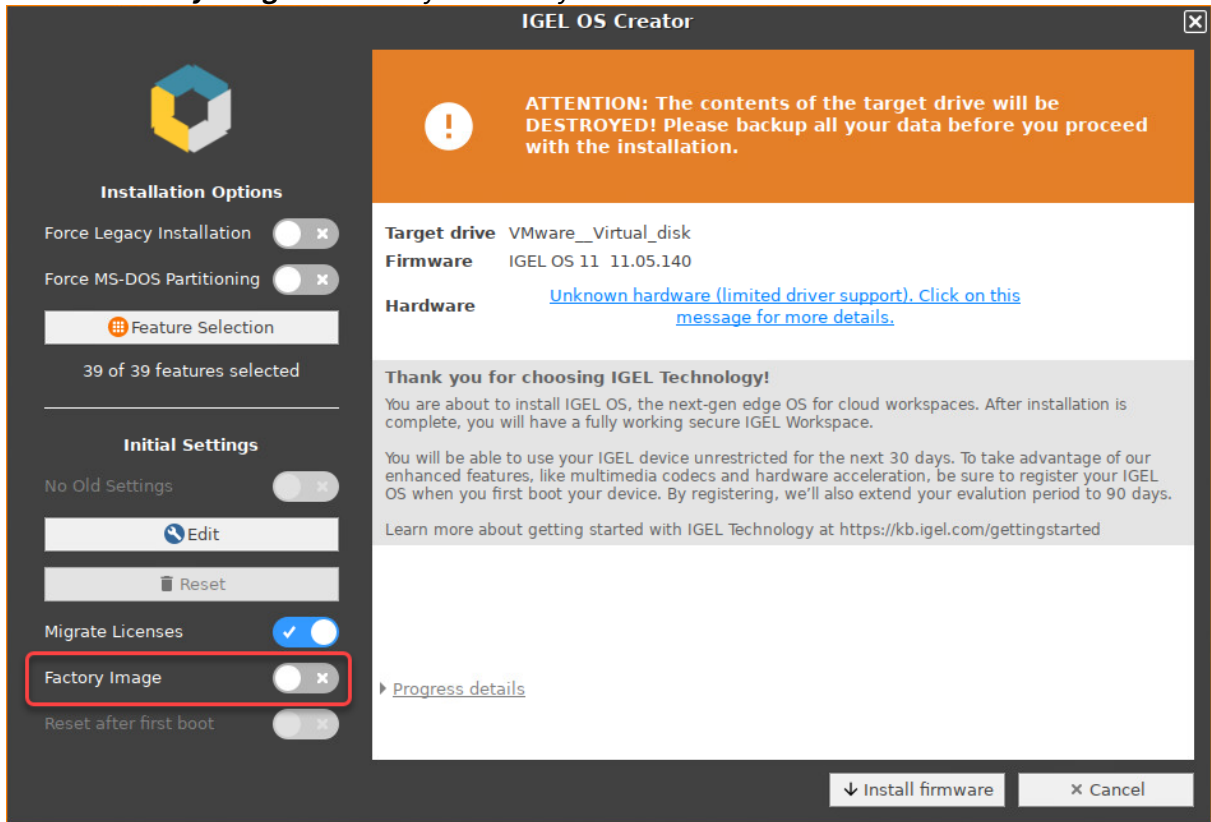 IGEL OS Creator
Installation Options
Force Legacy Installation
Force MS-DOS Partitioning
Feature Selection
39 of 39 features selected
Initial Settings
No Old Settings
Edit
Reset
Migrate Licenses
Factory Image
Reset after first boot
ATTENTION: The contents of the target drive will be
DESTROYED! Please backup all your data before you proceed
with the installation.
Target drive VMware__Virtual_disk
Firmware IGEL OS 11 11.05.140
Hardware Unknown hardware (limited driver support). Click on this
message for more details.
Thank you for choosing IGEL Technology!
You are about to install IGEL OS, the next-gen edge OS for cloud workspaces. After installation is
complete, you will have a fully working secure IGEL Workspace.
You will be able to use your IGEL device unrestricted for the next 30 days. To take advantage of our
enhanced features, like multimedia codecs and hardware acceleration, be sure to register your IGEL
OS when you first boot your device. By registering, we'll also extend your evalution period to 90 days.
Learn more about getting started with IGEL Technology at https://kb.igel.com/gettingstarted
Progress details
Install firmware
Cancel